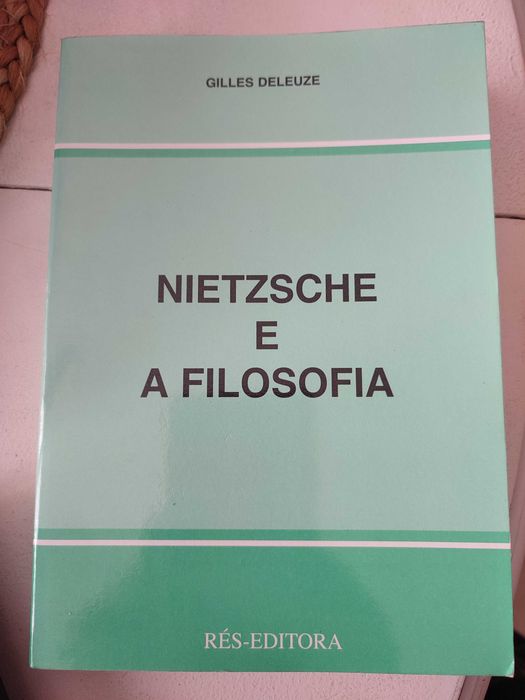 GILLES DELEUZE
NIETZSCHE
E
A FILOSOFIA
RÉS-EDITORA